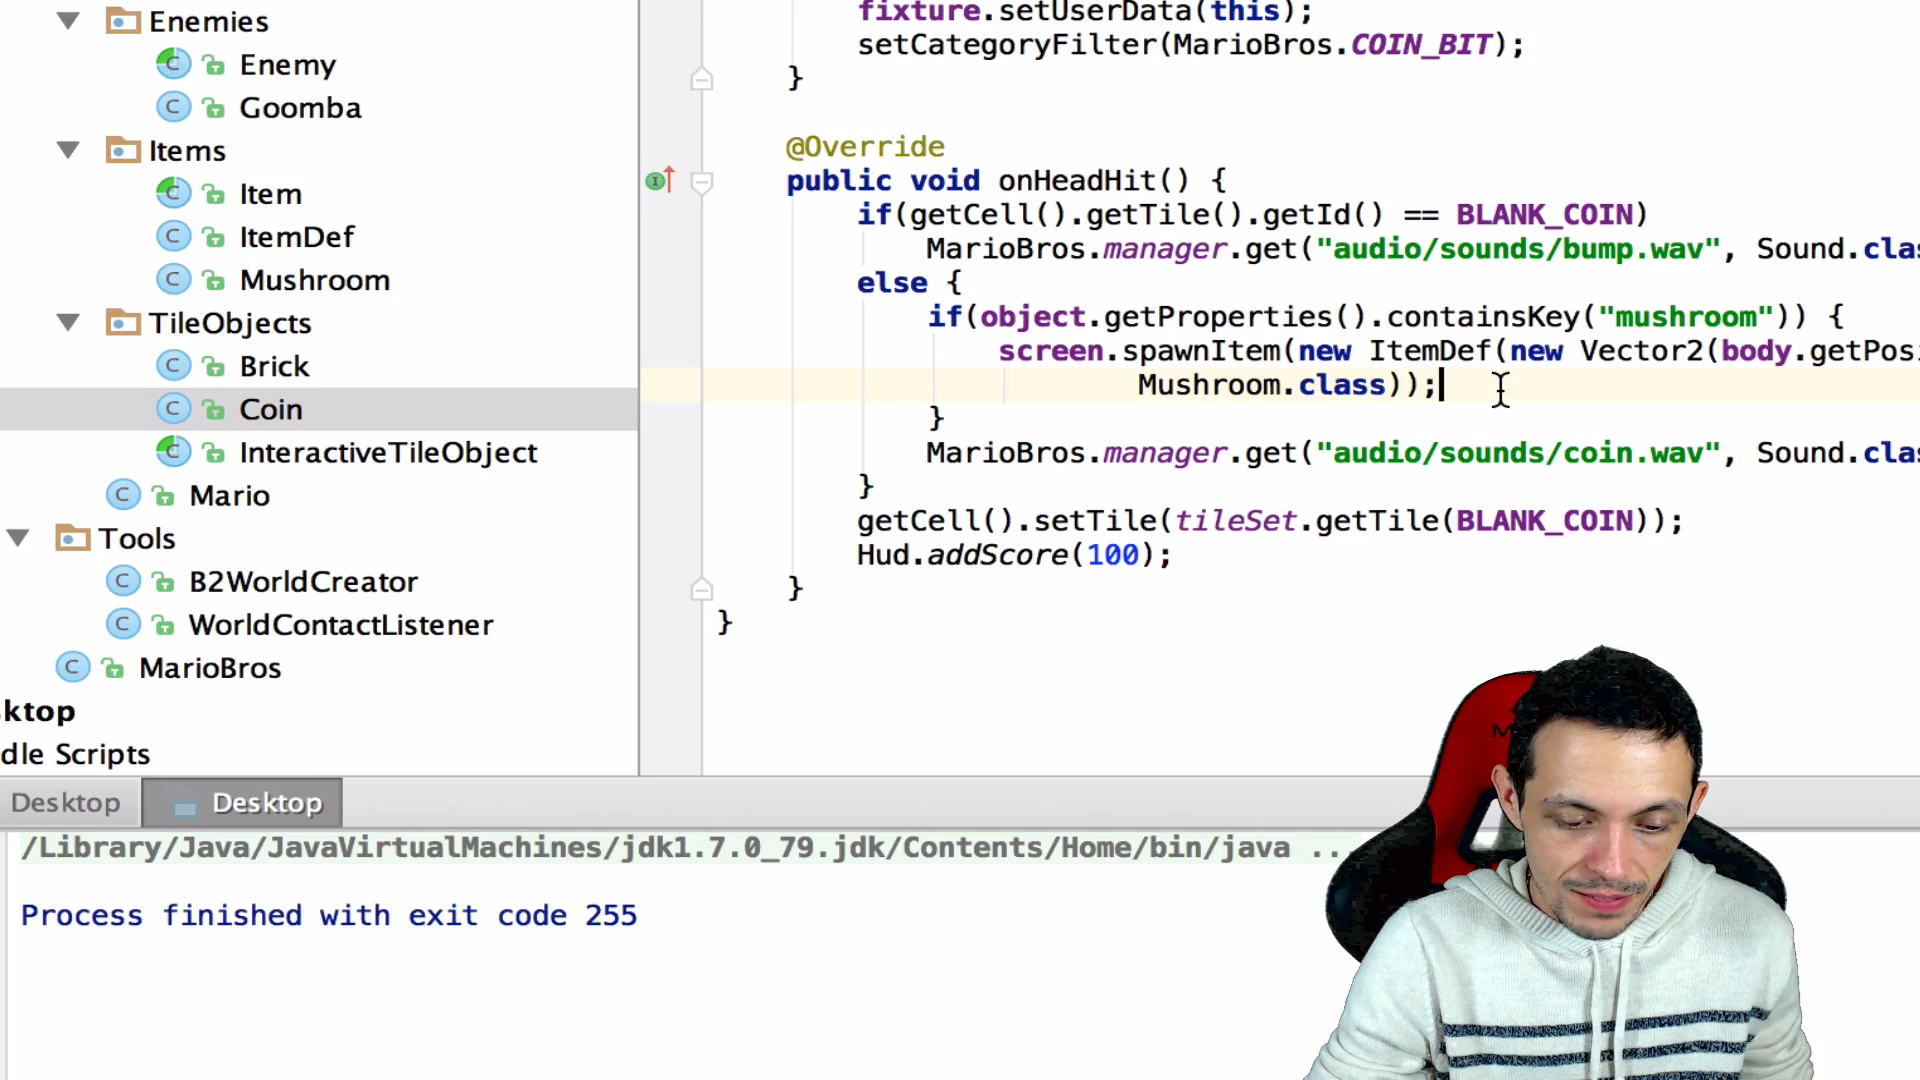 Enemies
Enemy
Goomba
Items
Item
ItemDef
Mushroom
TileObjects
Brick
Coin
InteractiveTileObject
Mario
Tools
B2WorldCreator
WorldContactListener
MarioBros
ktop
dle Scripts
fixture.setUserData(this);
setCategoryFilter(MarioBros.COIN_BIT);
}
@Override
public void onHeadHit() {
if(getCell().getTile().getId() == BLANK_COIN)
MarioBros.manager.get("audio/sounds/bump.wav", Sound.clas
else {
if(object.getProperties().containsKey("mushroom")) {
screen.spawnItem(new ItemDef(new Vector2(body.getPosi
Mushroom.class));
}
MarioBros.manager.get("audio/sounds/coin.wav", Sound.clas
}
getCell().setTile(tileSet.getTile(BLANK_COIN));
Hud.addScore(100);
}
}
Desktop
Desktop
/Library/Java/JavaVirtualMachines/jdk1.7.0_79.jdk/Contents/Home/bin/java ...
Process finished with exit code 255